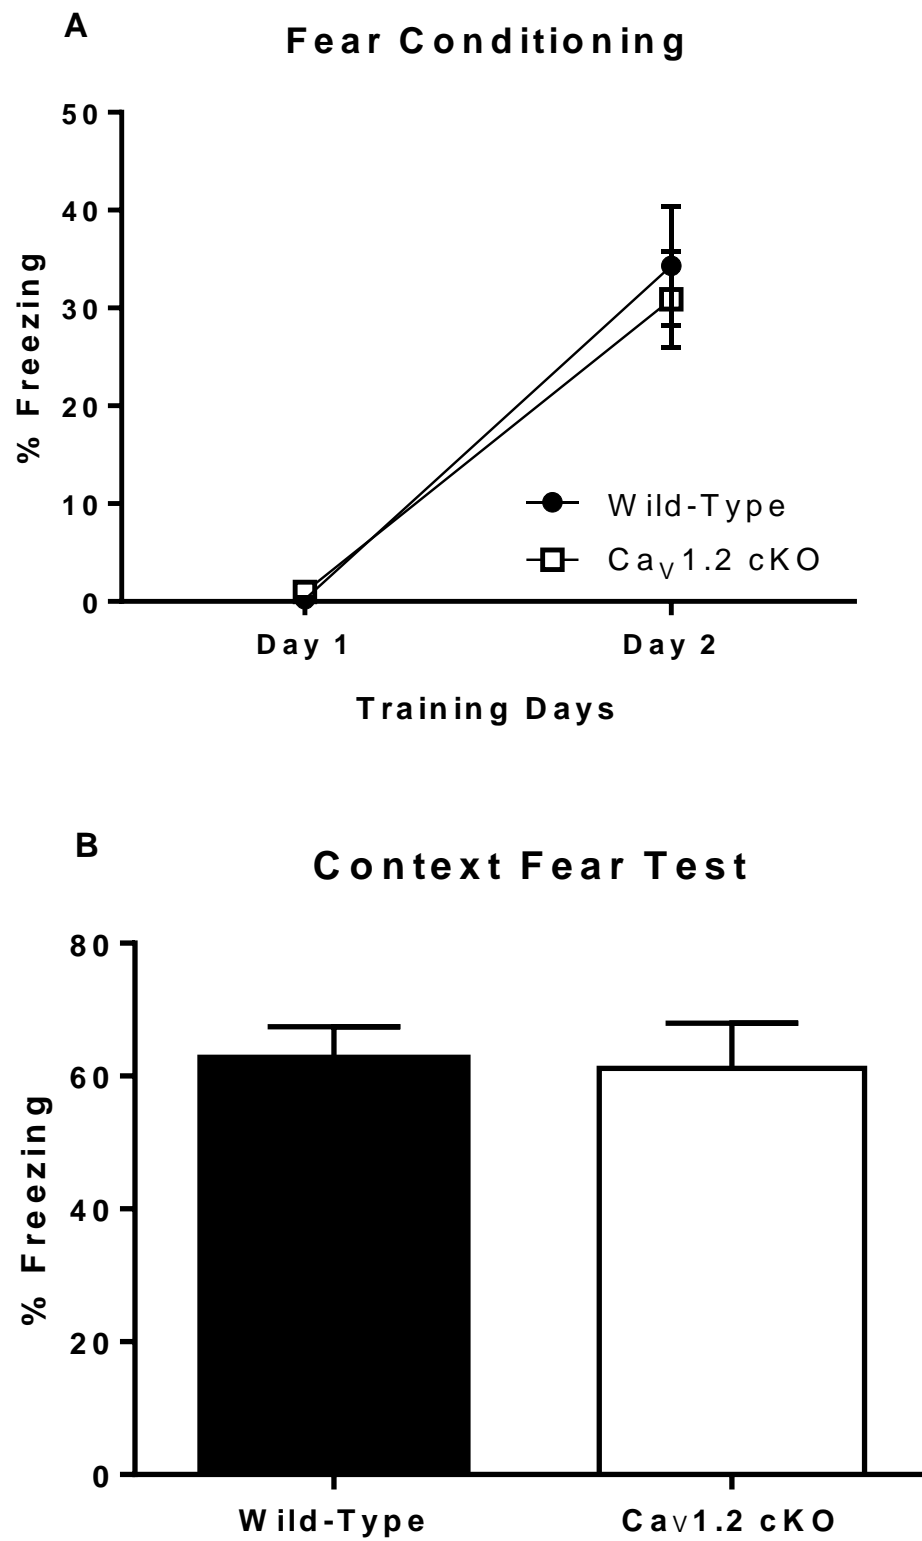 A
Fear Conditioning
50
40
30
20
10
0
% Freezing
Wild-Type
CaV1.2 cKO
Day 1 Day 2
Training Days
B
Context Fear Test
80
60
40
20
0
% Freezing
Wild-Type CaV1.2 cKO